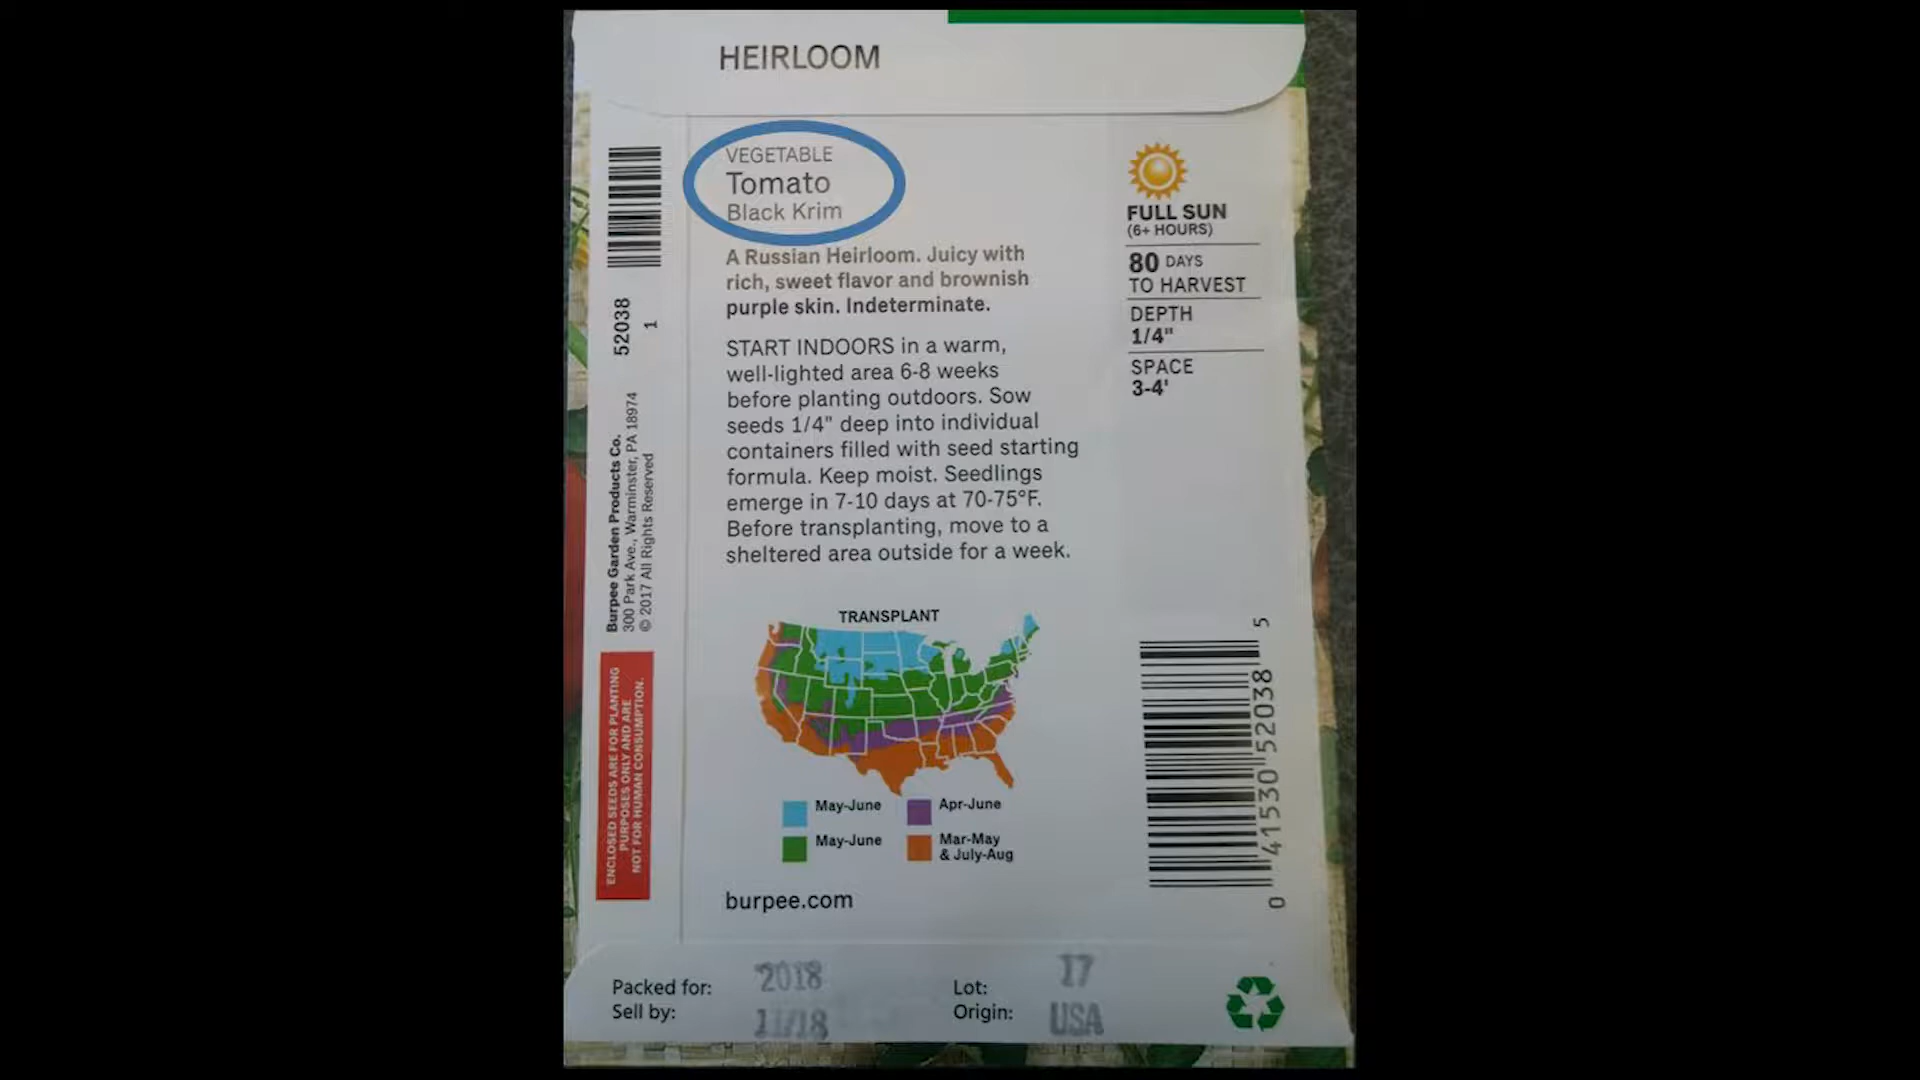 HEIRLOOM
VEGETABLE
Tomato
Black Krim
A Russian Heirloom. Juicy with
rich, sweet flavor and brownish
purple skin. Indeterminate.
START INDOORS in a warm,
well-lighted area 6-8 weeks
before planting outdoors. Sow
seeds 1/4" deep into individual
containers filled with seed starting
formula. Keep moist. Seedlings
emerge in 7-10 days at 70-75°F.
Before transplanting, move to a
sheltered area outside for a week.
FULL SUN
(6+ HOURS)
80 DAYS
TO HARVEST
DEPTH
1/4"
SPACE
3-4'
52038
1
Burpee Garden Products Co.
300 Park Ave., Warminster, PA 18974
© 2017 All Rights Reserved
ENCLOSED SEEDS ARE FOR PLANTING
PURPOSES ONLY AND ARE
NOT FOR HUMAN CONSUMPTION.
TRANSPLANT
May-June
Apr-June
May-June
Mar-May
& July-Aug
0 41530 52038 5
burpee.com
Packed for: 2018
Sell by: 11/18
Lot: 17
Origin: USA